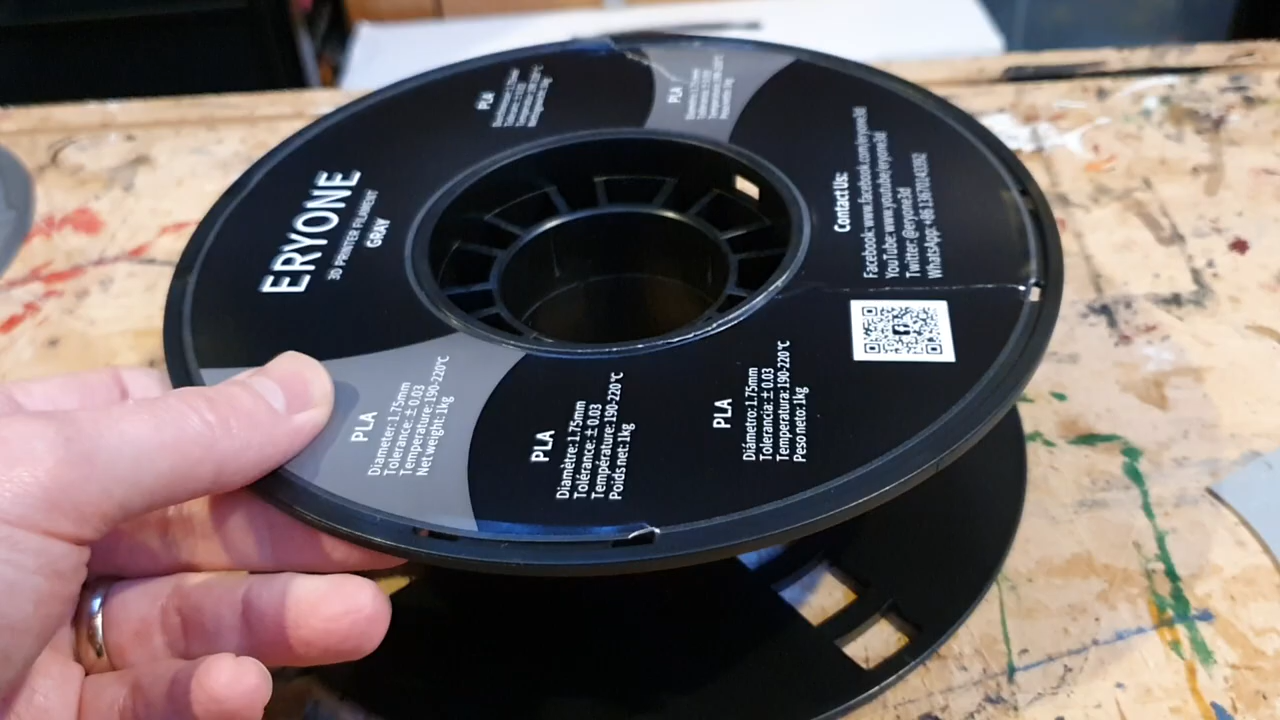 ERYONE
3D PRINTER FILAMENT
GRAY
PLA
Diameter: 1.75mm
Tolerance: ± 0.03
Temperature: 190-220℃
Net weight: 1kg
PLA
Diamètre: 1.75mm
Tolérance: ± 0.03
Température: 190-220℃
Poids net: 1kg
PLA
Diámetro: 1.75mm
Tolerancia: ± 0.03
Temperatura: 190-220℃
Peso neto: 1kg
Contact Us:
Facebook: www.facebook.com/eryone3d
YouTube: www.youtube/eryone3d
Twitter: @eryone3d
WhatsApp: +86 13670243392
PLA
PLA